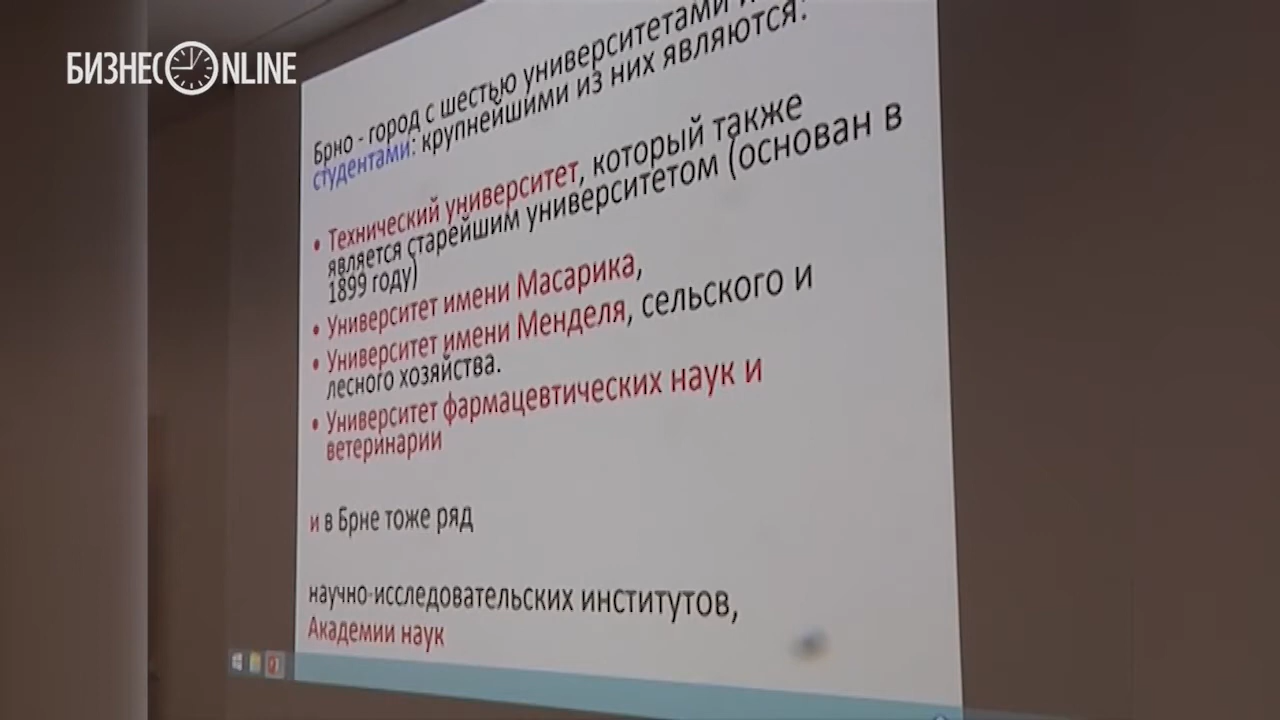 БИЗНЕС ONLINE
Брно - город с шестью университетами и
студентами: крупнейшими из них являются:
• Технический университет, который также
является старейшим университетом (основан в
1899 году)
• Университет имени Масарика,
• Университет имени Менделя, сельского и
лесного хозяйства.
• Университет фармацевтических наук и
ветеринарии
и в Брне тоже ряд
научно-исследовательских институтов,
Академии наук